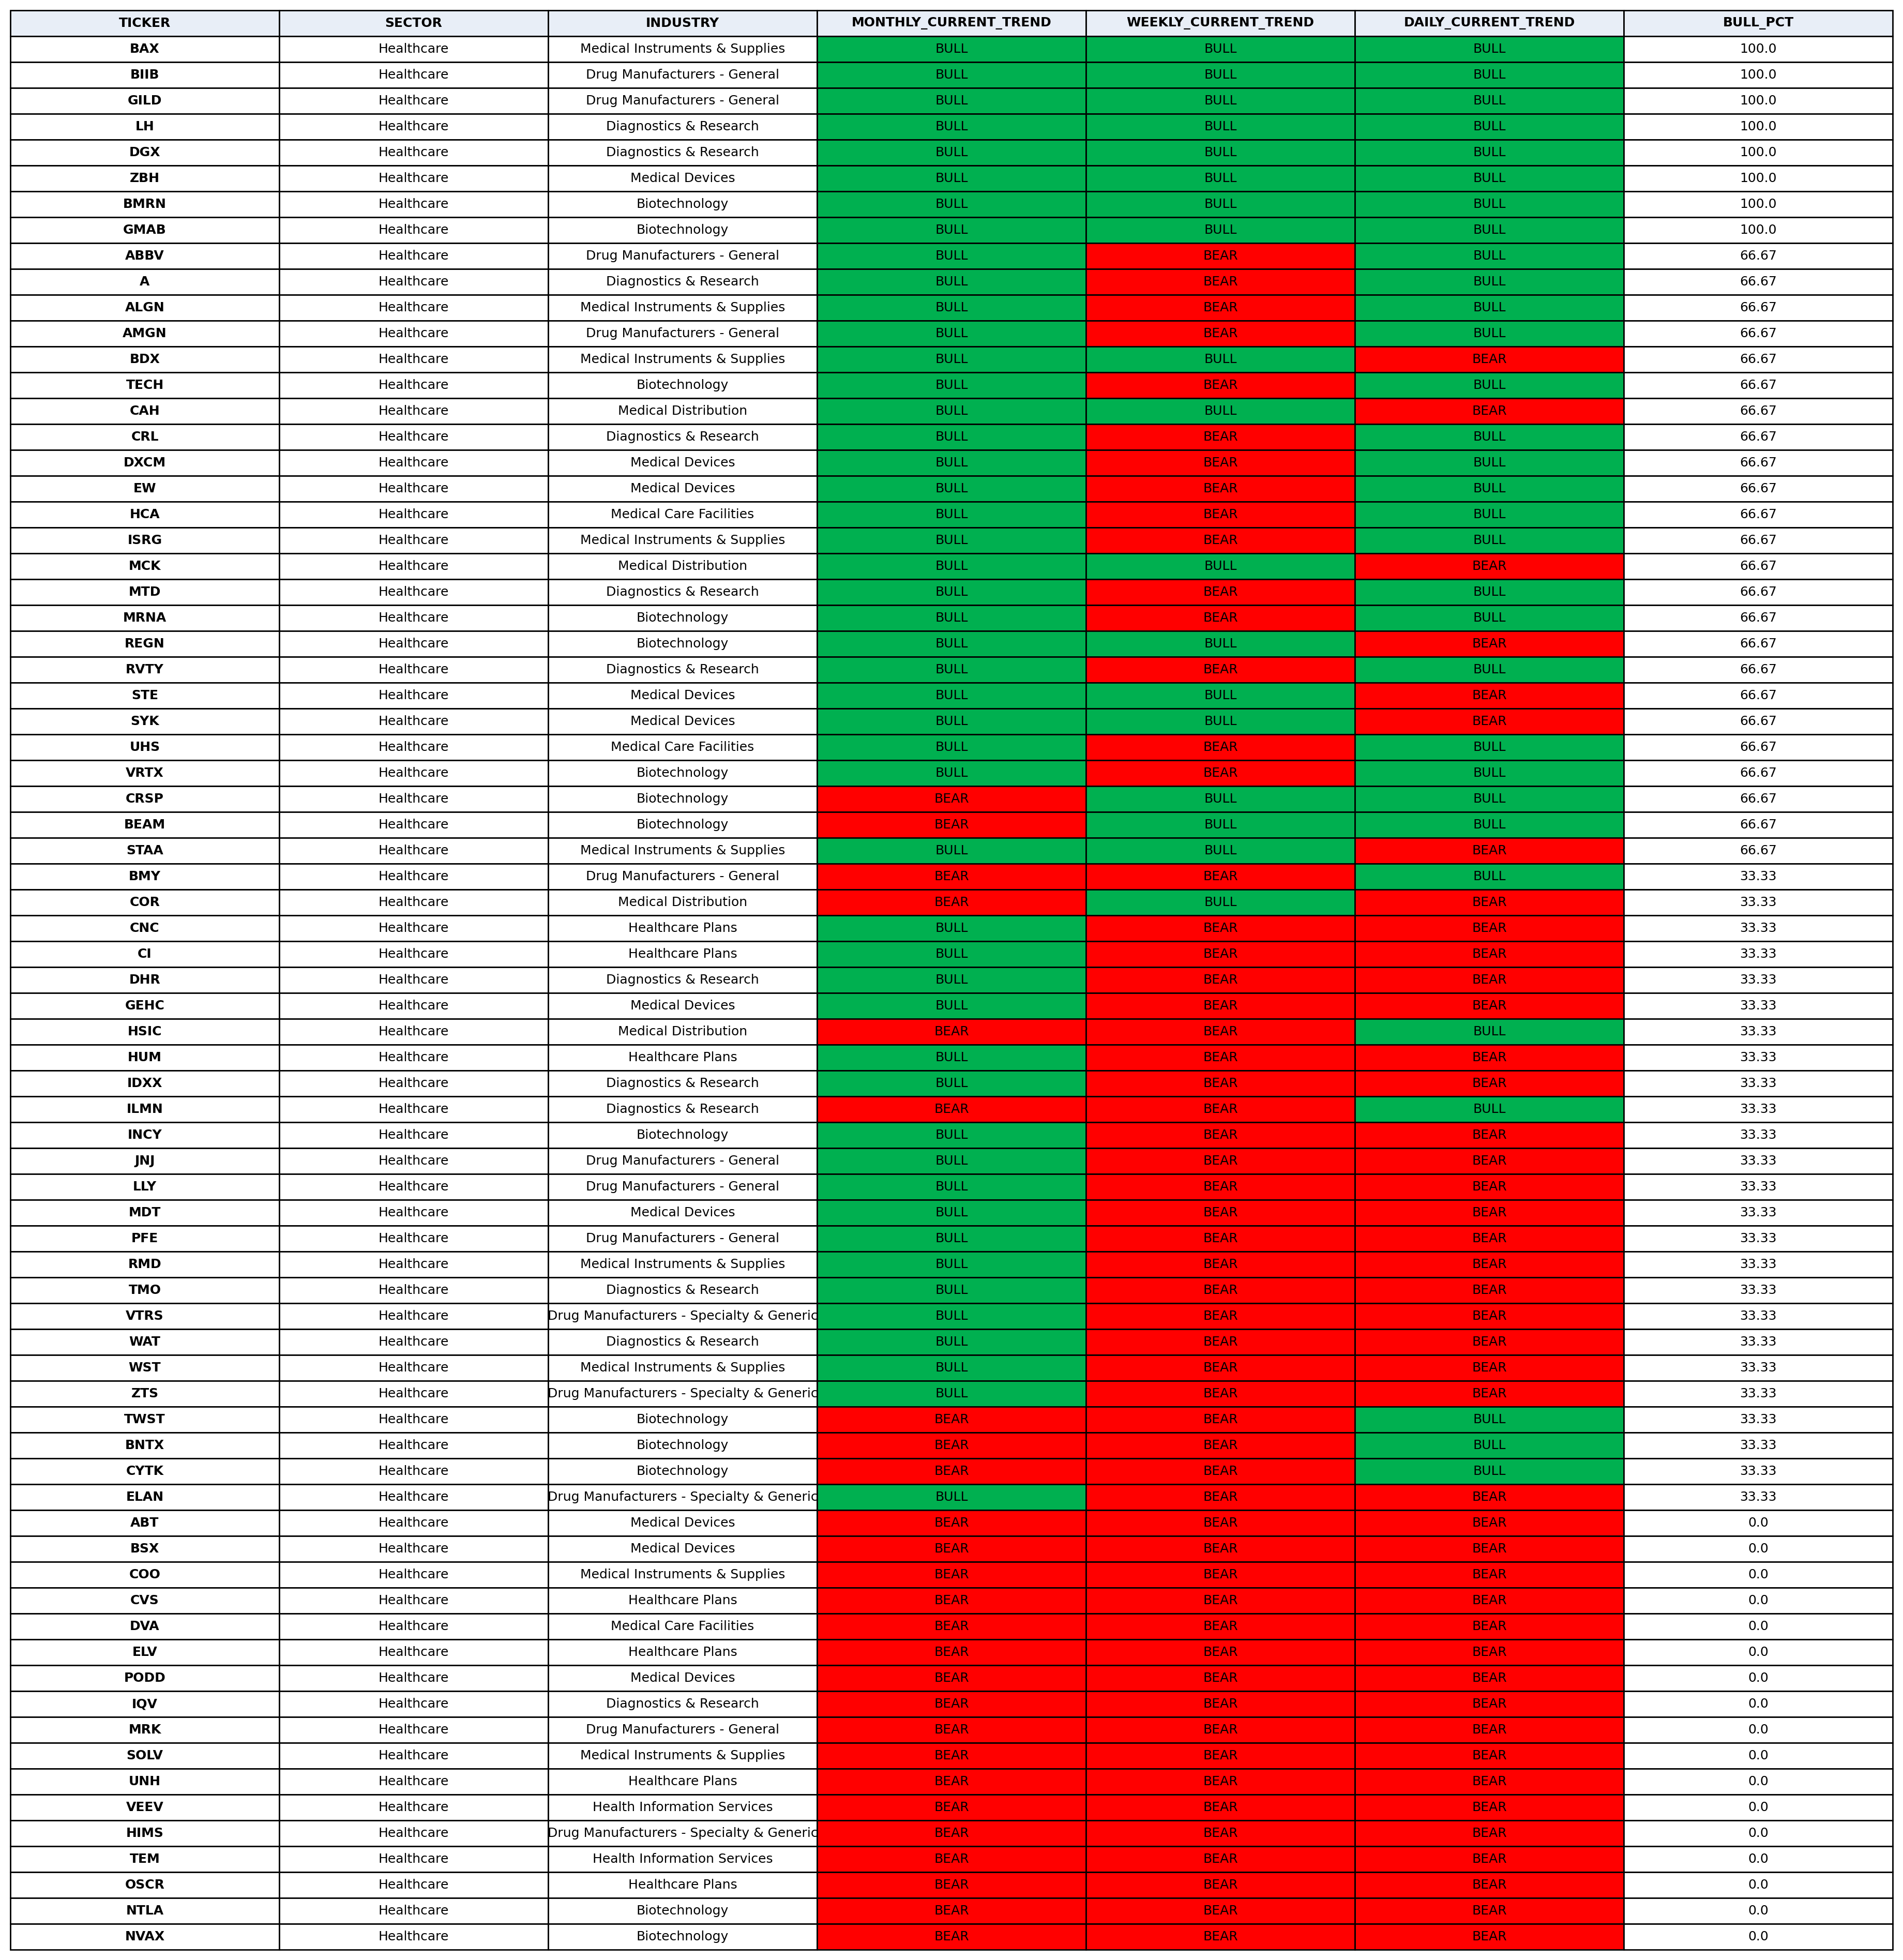 TICKER SECTOR INDUSTRY MONTHLY_CURRENT_TREND WEEKLY_CURRENT_TREND DAILY_CURRENT_TREND BULL_PCT
BAX Healthcare Medical Instruments & Supplies BULL BULL BULL 100.0
BIIB Healthcare Drug Manufacturers - General BULL BULL BULL 100.0
GILD Healthcare Drug Manufacturers - General BULL BULL BULL 100.0
LH Healthcare Diagnostics & Research BULL BULL BULL 100.0
DGX Healthcare Diagnostics & Research BULL BULL BULL 100.0
ZBH Healthcare Medical Devices BULL BULL BULL 100.0
BMRN Healthcare Biotechnology BULL BULL BULL 100.0
GMAB Healthcare Biotechnology BULL BULL BULL 100.0
ABBV Healthcare Drug Manufacturers - General BULL BEAR BULL 66.67
A Healthcare Diagnostics & Research BULL BEAR BULL 66.67
ALGN Healthcare Medical Instruments & Supplies BULL BEAR BULL 66.67
AMGN Healthcare Drug Manufacturers - General BULL BEAR BULL 66.67
BDX Healthcare Medical Instruments & Supplies BULL BULL BEAR 66.67
TECH Healthcare Biotechnology BULL BEAR BULL 66.67
CAH Healthcare Medical Distribution BULL BULL BEAR 66.67
CRL Healthcare Diagnostics & Research BULL BEAR BULL 66.67
DXCM Healthcare Medical Devices BULL BEAR BULL 66.67
EW Healthcare Medical Devices BULL BEAR BULL 66.67
HCA Healthcare Medical Care Facilities BULL BEAR BULL 66.67
ISRG Healthcare Medical Instruments & Supplies BULL BEAR BULL 66.67
MCK Healthcare Medical Distribution BULL BULL BEAR 66.67
MTD Healthcare Diagnostics & Research BULL BEAR BULL 66.67
MRNA Healthcare Biotechnology BULL BEAR BULL 66.67
REGN Healthcare Biotechnology BULL BULL BEAR 66.67
RVTY Healthcare Diagnostics & Research BULL BEAR BULL 66.67
STE Healthcare Medical Devices BULL BULL BEAR 66.67
SYK Healthcare Medical Devices BULL BULL BEAR 66.67
UHS Healthcare Medical Care Facilities BULL BEAR BULL 66.67
VRTX Healthcare Biotechnology BULL BEAR BULL 66.67
CRSP Healthcare Biotechnology BEAR BULL BULL 66.67
BEAM Healthcare Biotechnology BEAR BULL BULL 66.67
STAA Healthcare Medical Instruments & Supplies BULL BULL BEAR 66.67
BMY Healthcare Drug Manufacturers - General BEAR BEAR BULL 33.33
COR Healthcare Medical Distribution BEAR BULL BEAR 33.33
CNC Healthcare Healthcare Plans BULL BEAR BEAR 33.33
CI Healthcare Healthcare Plans BULL BEAR BEAR 33.33
DHR Healthcare Diagnostics & Research BULL BEAR BEAR 33.33
GEHC Healthcare Medical Devices BULL BEAR BEAR 33.33
HSIC Healthcare Medical Distribution BEAR BEAR BULL 33.33
HUM Healthcare Healthcare Plans BULL BEAR BEAR 33.33
IDXX Healthcare Diagnostics & Research BULL BEAR BEAR 33.33
ILMN Healthcare Diagnostics & Research BEAR BEAR BULL 33.33
INCY Healthcare Biotechnology BULL BEAR BEAR 33.33
JNJ Healthcare Drug Manufacturers - General BULL BEAR BEAR 33.33
LLY Healthcare Drug Manufacturers - General BULL BEAR BEAR 33.33
MDT Healthcare Medical Devices BULL BEAR BEAR 33.33
PFE Healthcare Drug Manufacturers - General BULL BEAR BEAR 33.33
RMD Healthcare Medical Instruments & Supplies BULL BEAR BEAR 33.33
TMO Healthcare Diagnostics & Research BULL BEAR BEAR 33.33
VTRS Healthcare Drug Manufacturers - Specialty & Generic BULL BEAR BEAR 33.33
WAT Healthcare Diagnostics & Research BULL BEAR BEAR 33.33
WST Healthcare Medical Instruments & Supplies BULL BEAR BEAR 33.33
ZTS Healthcare Drug Manufacturers - Specialty & Generic BULL BEAR BEAR 33.33
TWST Healthcare Biotechnology BEAR BEAR BULL 33.33
BNTX Healthcare Biotechnology BEAR BEAR BULL 33.33
CYTK Healthcare Biotechnology BEAR BEAR BULL 33.33
ELAN Healthcare Drug Manufacturers - Specialty & Generic BULL BEAR BEAR 33.33
ABT Healthcare Medical Devices BEAR BEAR BEAR 0.0
BSX Healthcare Medical Devices BEAR BEAR BEAR 0.0
COO Healthcare Medical Instruments & Supplies BEAR BEAR BEAR 0.0
CVS Healthcare Healthcare Plans BEAR BEAR BEAR 0.0
DVA Healthcare Medical Care Facilities BEAR BEAR BEAR 0.0
ELV Healthcare Healthcare Plans BEAR BEAR BEAR 0.0
PODD Healthcare Medical Devices BEAR BEAR BEAR 0.0
IQV Healthcare Diagnostics & Research BEAR BEAR BEAR 0.0
MRK Healthcare Drug Manufacturers - General BEAR BEAR BEAR 0.0
SOLV Healthcare Medical Instruments & Supplies BEAR BEAR BEAR 0.0
UNH Healthcare Healthcare Plans BEAR BEAR BEAR 0.0
VEEV Healthcare Health Information Services BEAR BEAR BEAR 0.0
HIMS Healthcare Drug Manufacturers - Specialty & Generic BEAR BEAR BEAR 0.0
TEM Healthcare Health Information Services BEAR BEAR BEAR 0.0
OSCR Healthcare Healthcare Plans BEAR BEAR BEAR 0.0
NTLA Healthcare Biotechnology BEAR BEAR BEAR 0.0
NVAX Healthcare Biotechnology BEAR BEAR BEAR 0.0